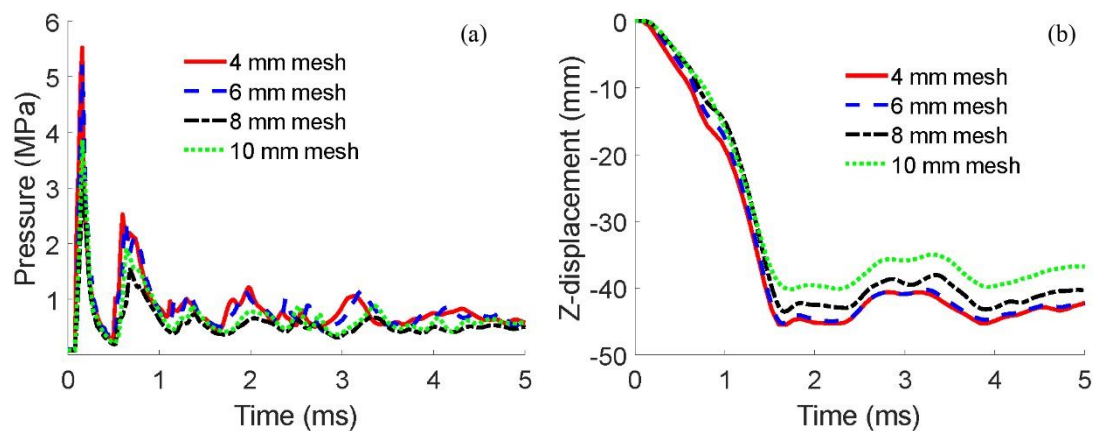 (a)
Pressure (MPa)
6
5
4
3
2
1
4 mm mesh
6 mm mesh
8 mm mesh
10 mm mesh
0 1 2 3 4 5
Time (ms)
(b)
Z-displacement (mm)
0
-10
-20
-30
-40
-50
4 mm mesh
6 mm mesh
8 mm mesh
10 mm mesh
0 1 2 3 4 5
Time (ms)